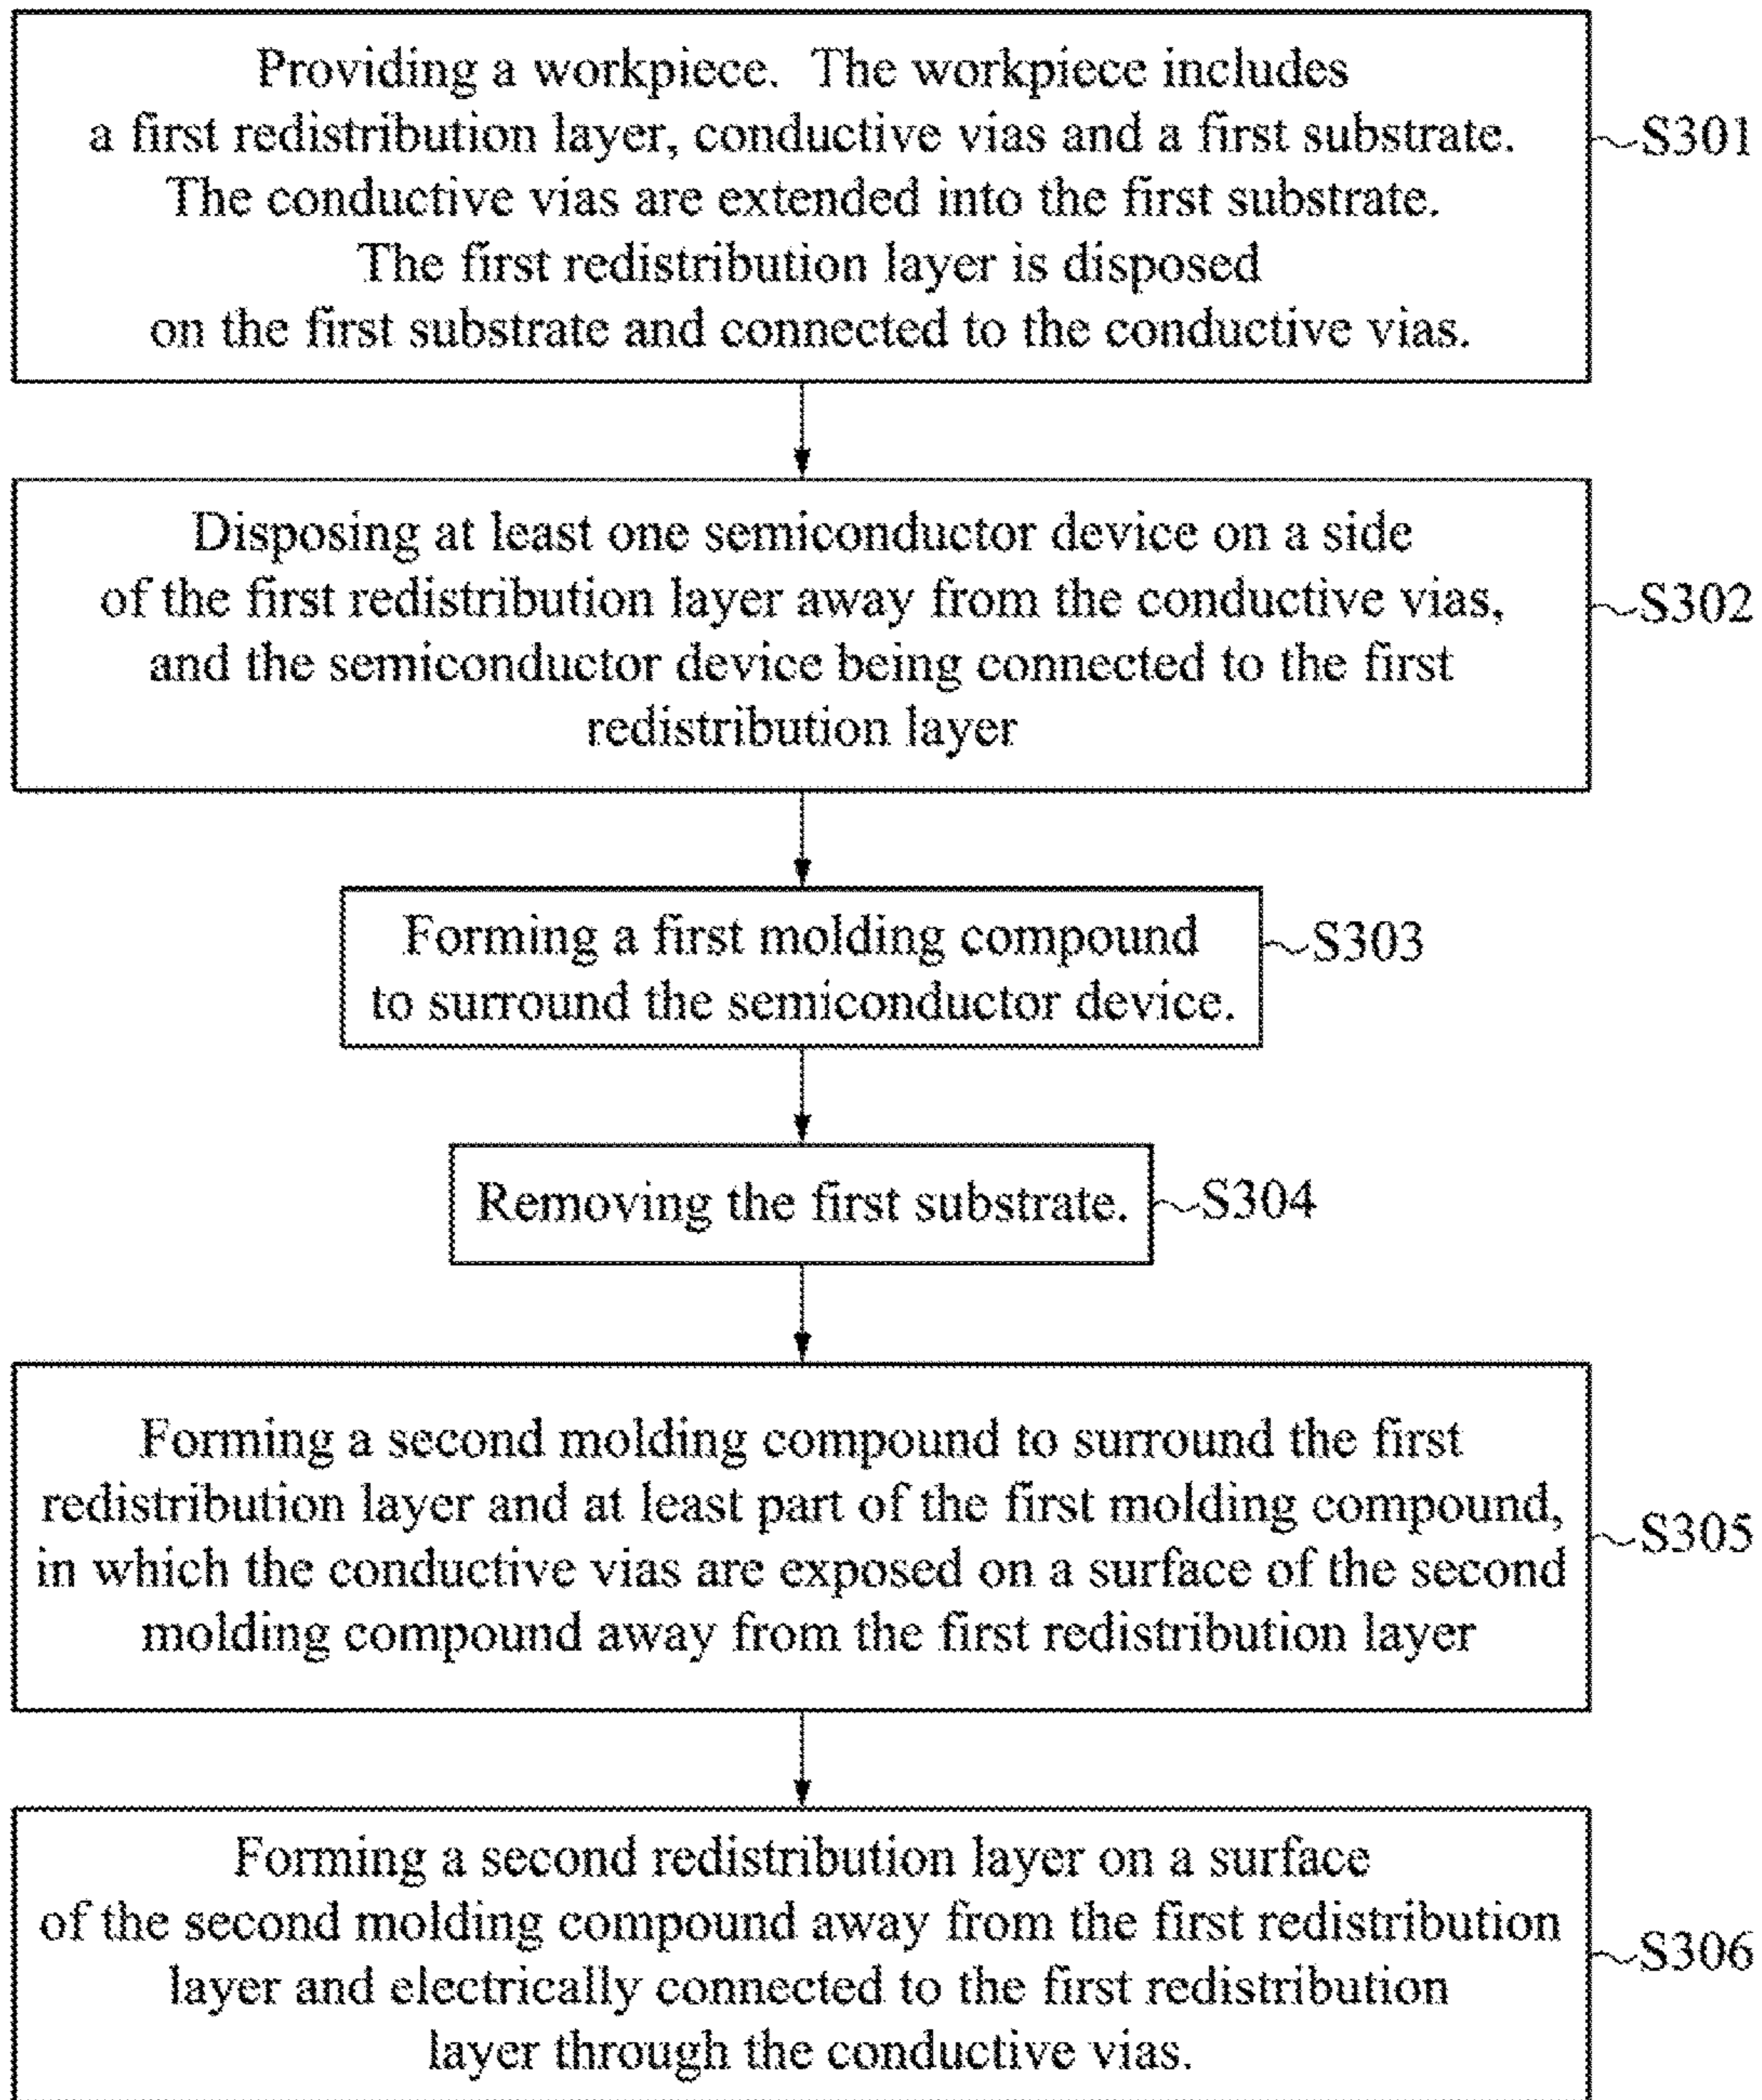 Providing a workpiece. The workpiece includes
a first redistribution layer, conductive vias and a first substrate.
The conductive vias are extended into the first substrate.
The first redistribution layer is disposed
on the first substrate and connected to the conductive vias.
S301
Disposing at least one semiconductor device on a side
of the first redistribution layer away from the conductive vias,
and the semiconductor device being connected to the first
redistribution layer
S302
Forming a first molding compound
to surround the semiconductor device.
S303
Removing the first substrate.
S304
Forming a second molding compound to surround the first
redistribution layer and at least part of the first molding compound,
in which the conductive vias are exposed on a surface of the second
molding compound away from the first redistribution layer
S305
Forming a second redistribution layer on a surface
of the second molding compound away from the first redistribution
layer and electrically connected to the first redistribution
layer through the conductive vias.
S306